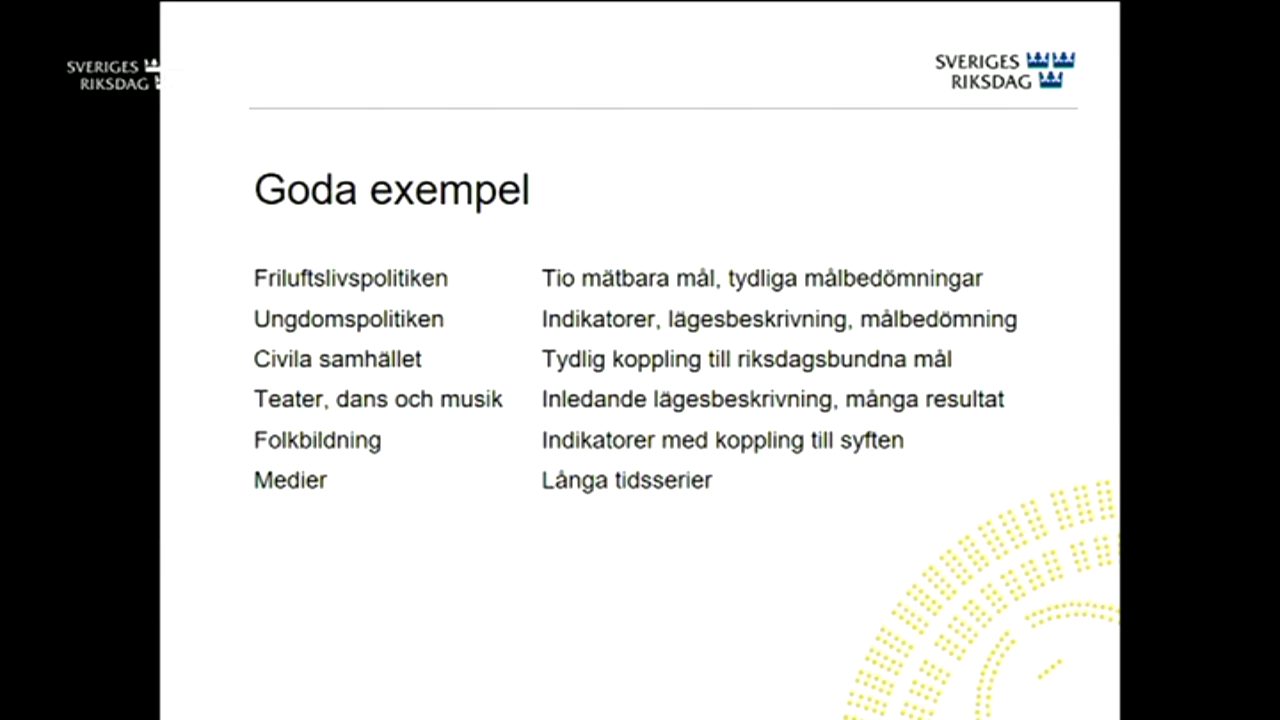 SVERIGES
RIKSDAG
SVERIGES
RIKSDAG
Goda exempel
Friluftslivspolitiken Tio mätbara mål, tydliga målbedömningar
Ungdomspolitiken Indikatorer, lägesbeskrivning, målbedömning
Civila samhället Tydlig koppling till riksdagsbundna mål
Teater, dans och musik Inledande lägesbeskrivning, många resultat
Folkbildning Indikatorer med koppling till syften
Medier Långa tidsserier